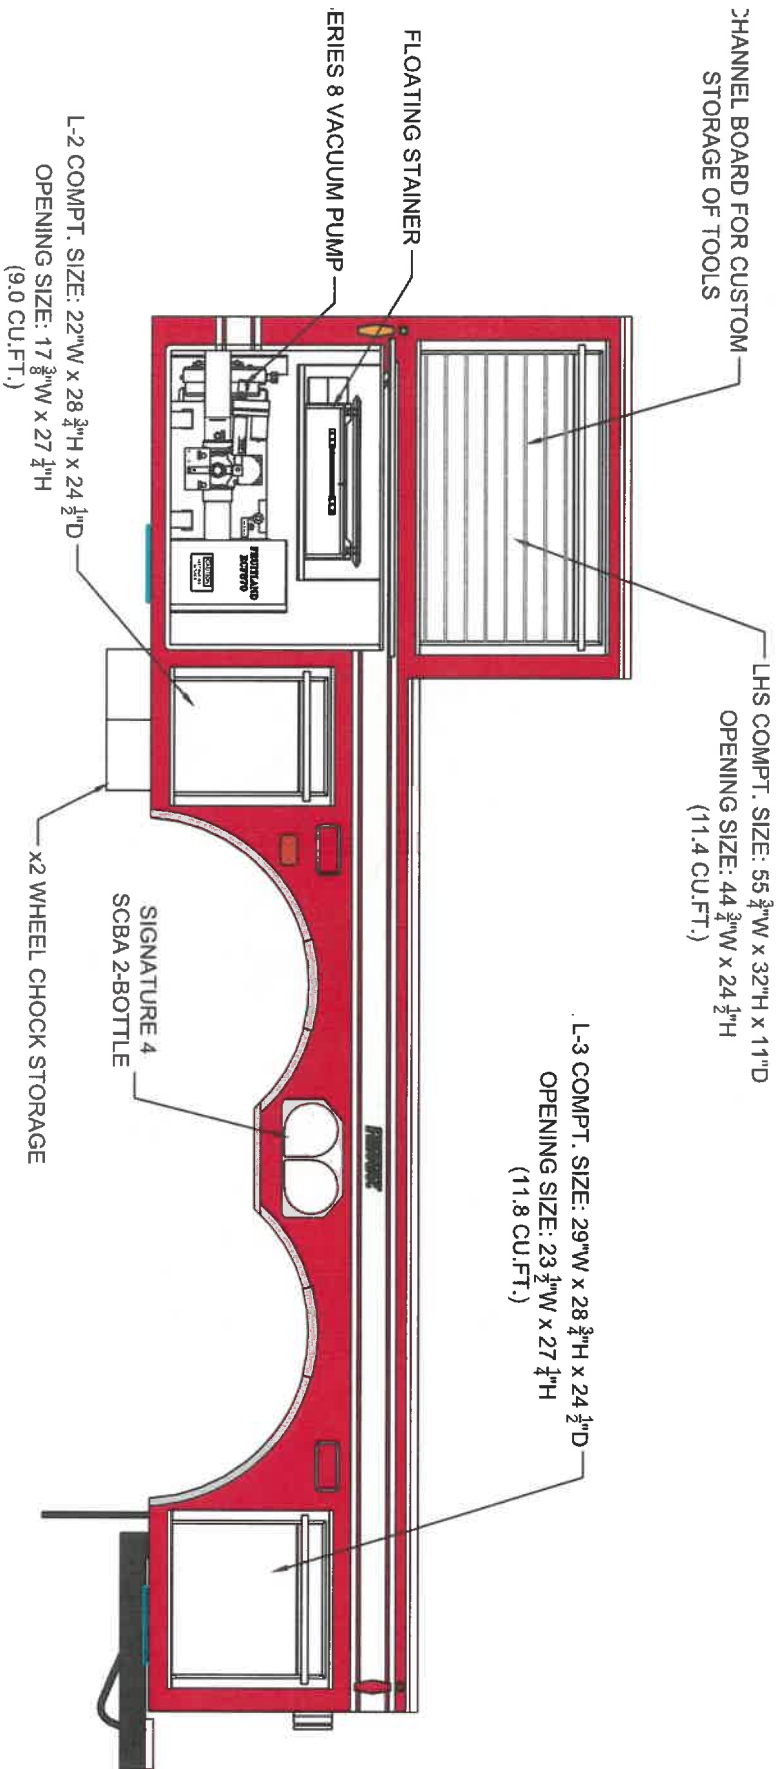 CHANNEL BOARD FOR CUSTOM
STORAGE OF TOOLS
LHS COMPT. SIZE: 55 3/4"W x 32"H x 11"D
OPENING SIZE: 44 3/4"W x 24 1/2"H
(11.4 CU.FT.)
L-3 COMPT. SIZE: 29"W x 28 3/4"H x 24 1/2"D
OPENING SIZE: 23 1/2"W x 27 1/4"H
(11.8 CU.FT.)
FLOATING STAINER
ERIES 8 VACUUM PUMP
FRUITLAND
RCF870
CAUTION
L-2 COMPT. SIZE: 22"W x 28 3/4"H x 24 1/2"D
OPENING SIZE: 17 3/8"W x 27 1/4"H
(9.0 CU.FT.)
SIGNATURE 4
SCBA 2-BOTTLE
x2 WHEEL CHOCK STORAGE